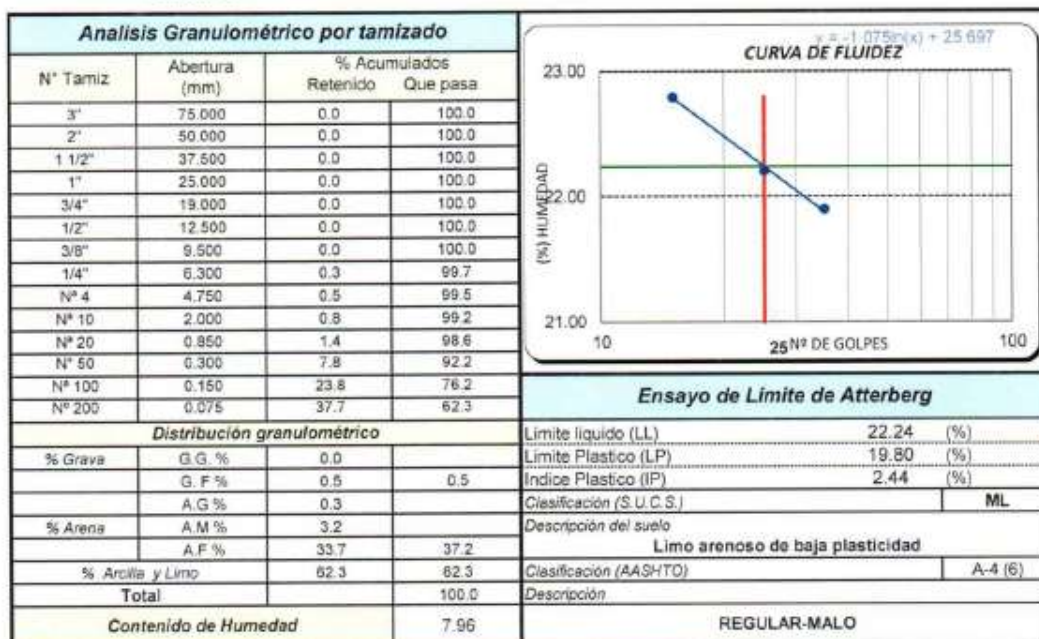 Analisis Granulométrico por tamizado
N° Tamiz Abertura (mm) % Acumulados Retenido Que pasa
3" 75.000 0.0 100.0
2" 50.000 0.0 100.0
1 1/2" 37.500 0.0 100.0
1" 25.000 0.0 100.0
3/4" 19.000 0.0 100.0
1/2" 12.500 0.0 100.0
3/8" 9.500 0.0 100.0
1/4" 6.300 0.3 99.7
Nª 4 4.750 0.5 99.5
Nª 10 2.000 0.8 99.2
Nª 20 0.850 1.4 98.6
N° 50 0.300 7.8 92.2
Nª 100 0.150 23.8 76.2
Nº 200 0.075 37.7 62.3
Distribución granulométrico
% Grava G.G. % 0.0
G. F % 0.5 0.5
A.G % 0.3
% Arena A.M % 3.2
A.F % 33.7 37.2
% Arcilla y Limo 62.3 62.3
Total 100.0
Contenido de Humedad 7.96
y = -1.075ln(x) + 25.697
CURVA DE FLUIDEZ
23.00
22.00
21.00
(%) HUMEDAD
10 25 Nº DE GOLPES 100
Ensayo de Limite de Atterberg
Limite liquido (LL) 22.24 (%)
Limite Plastico (LP) 19.80 (%)
Indice Plastico (IP) 2.44 (%)
Clasificación (S.U.C.S.) ML
Descripción del suelo
Limo arenoso de baja plasticidad
Clasificación (AASHTO) A-4 (6)
Descripción
REGULAR-MALO